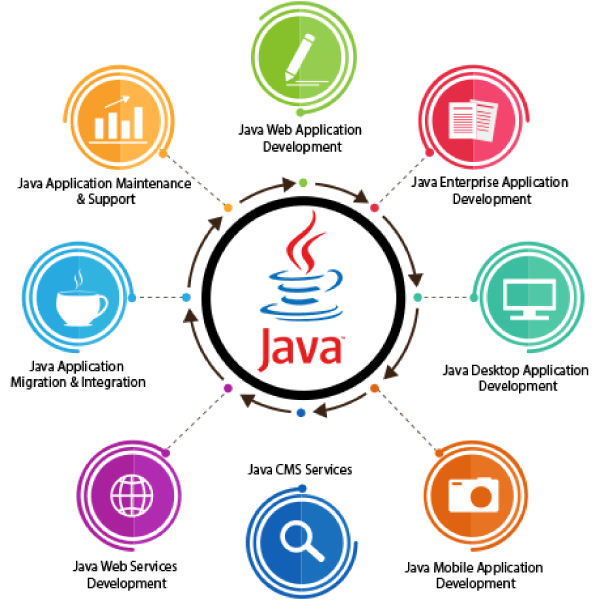 Java Web Application
Development
Java Application Maintenance
& Support
Java Enterprise Application
Development
Java™
Java Application
Migration & Integration
Java Desktop Application
Development
Java CMS Services
Java Web Services
Development
Java Mobile Application
Development